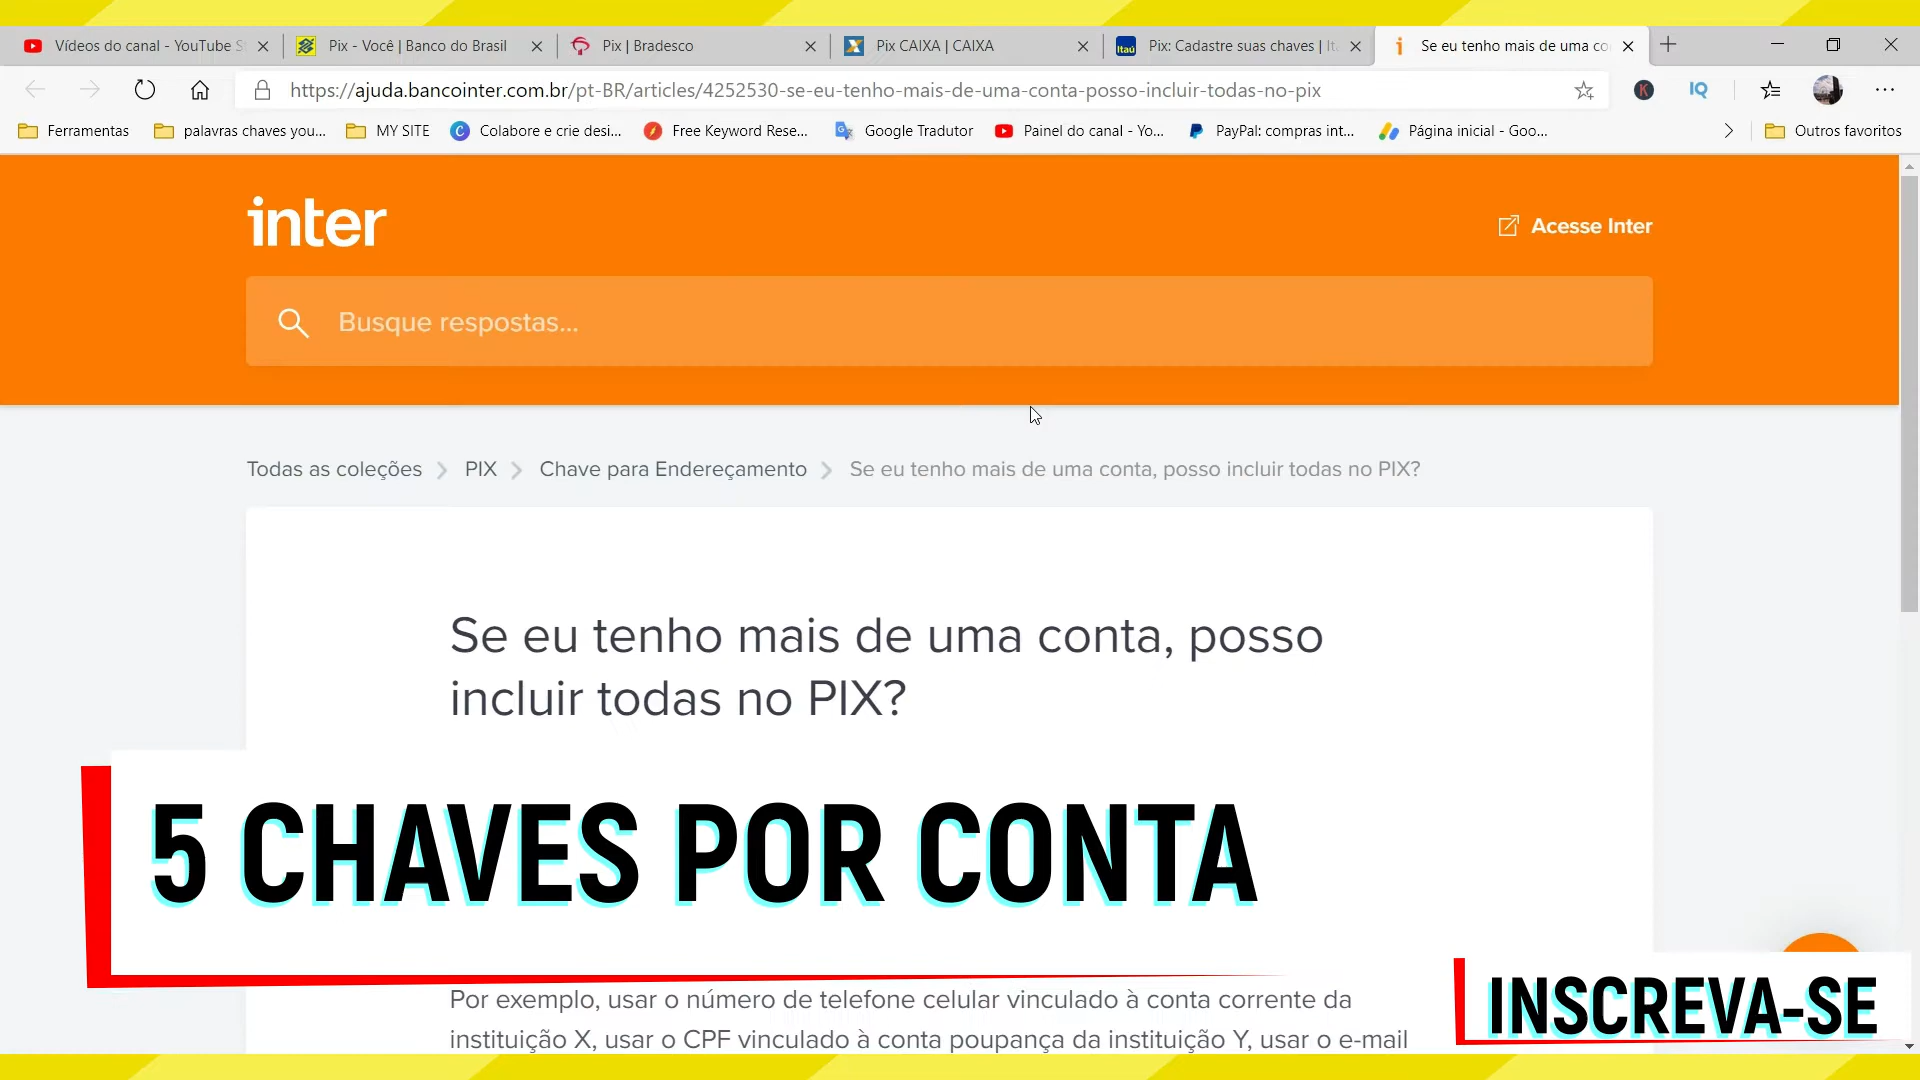 Vídeos do canal - YouTube S
Pix - Você | Banco do Brasil
Pix | Bradesco
Pix CAIXA | CAIXA
Itaú
Pix: Cadastre suas chaves | It
Se eu tenho mais de uma co
https://ajuda.bancointer.com.br/pt-BR/articles/4252530-se-eu-tenho-mais-de-uma-conta-posso-incluir-todas-no-pix
K
IQ
Ferramentas
palavras chaves you...
MY SITE
C
Colabore e crie desi...
Free Keyword Rese...
Google Tradutor
Painel do canal - Yo...
PayPal: compras int...
Página inicial - Goo...
Outros favoritos
inter
Acesse Inter
Busque respostas...
Todas as coleções
PIX
Chave para Endereçamento
Se eu tenho mais de uma conta, posso incluir todas no PIX?
Se eu tenho mais de uma conta, posso
incluir todas no PIX?
5 CHAVES POR CONTA
Por exemplo, usar o número de telefone celular vinculado à conta corrente da
instituição X, usar o CPF vinculado à conta poupança da instituição Y, usar o e-mail
INSCREVA-SE